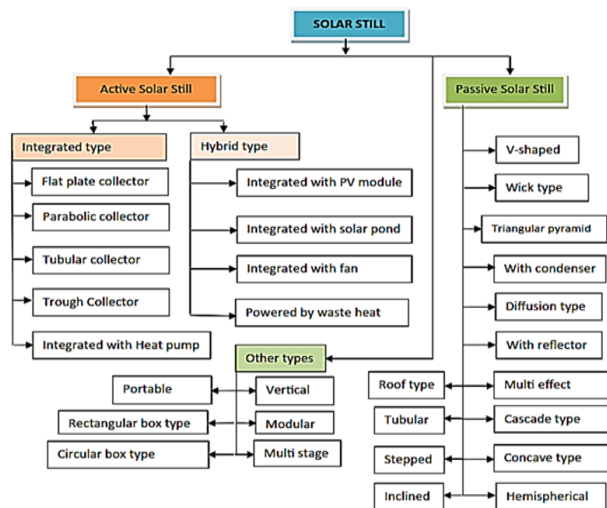 SOLAR STILL
Active Solar Still
Passive Solar Still
Integrated type
Hybrid type
Flat plate collector
Parabolic collector
Tubular collector
Trough Collector
Integrated with Heat pump
Integrated with PV module
Integrated with solar pond
Integrated with fan
Powered by waste heat
V-shaped
Wick type
Triangular pyramid
With condenser
Diffusion type
With reflector
Roof type
Multi effect
Tubular
Cascade type
Stepped
Concave type
Inclined
Hemispherical
Other types
Portable
Vertical
Rectangular box type
Modular
Circular box type
Multi stage